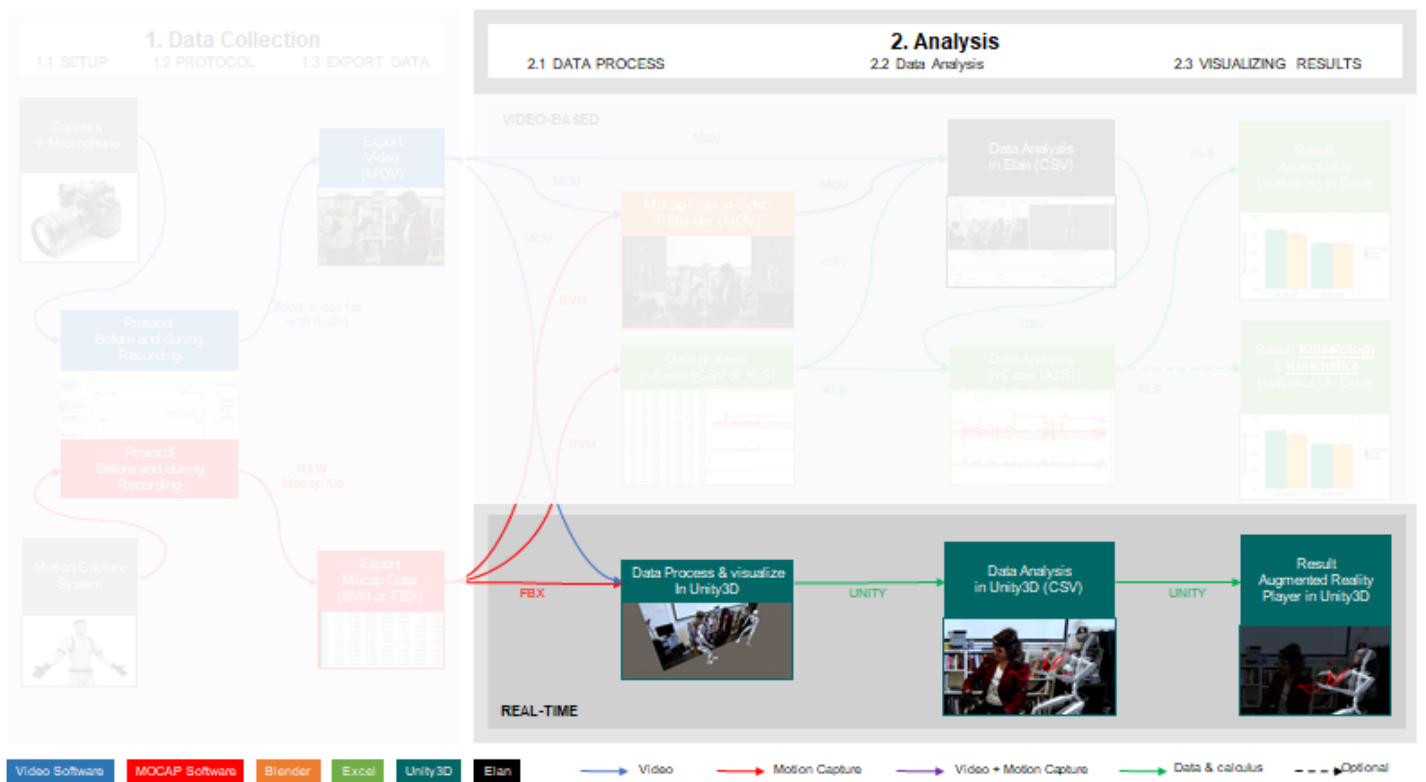 1. Data Collection
1.1 SETUP 1.2 PROTOCOL 1.3 EXPORT DATA
2. Analysis
2.1 DATA PROCESS 2.2 Data Analysis 2.3 VISUALIZING RESULTS
Camera
+ Microphone
Export
Video
(MOV)
RAW Video file
with Audio
Protocol
Before and during
Recording
Protocol
Before and during
Recording
RAW
Mocap file
Motion Capture
System
Export
Mocap Data
(BVH or FBX)
VIDEO-BASED
MOV
MOV
MOV
MOV
Mocap Data to Video
in Blender (MOV)
BVH
BVH
CSV
Data process
in Excel (CSV or XLS)
XLS
Data Analysis
in Elan (CSV)
CSV
Data Analysis
in Excel (XLS)
XLS
XLS
Result
(statistics) in Excel
Result Kinesiology
& Kinematics
(statistics) in Excel
FBX
Data Process & visualize
In Unity3D
UNITY
Data Analysis
in Unity3D (CSV)
UNITY
Result
Augmented Reality
Player in Unity3D
REAL-TIME
Video Software MOCAP Software Blender Excel Unity3D Elan Video Motion Capture Video + Motion Capture Data & calculus Optional